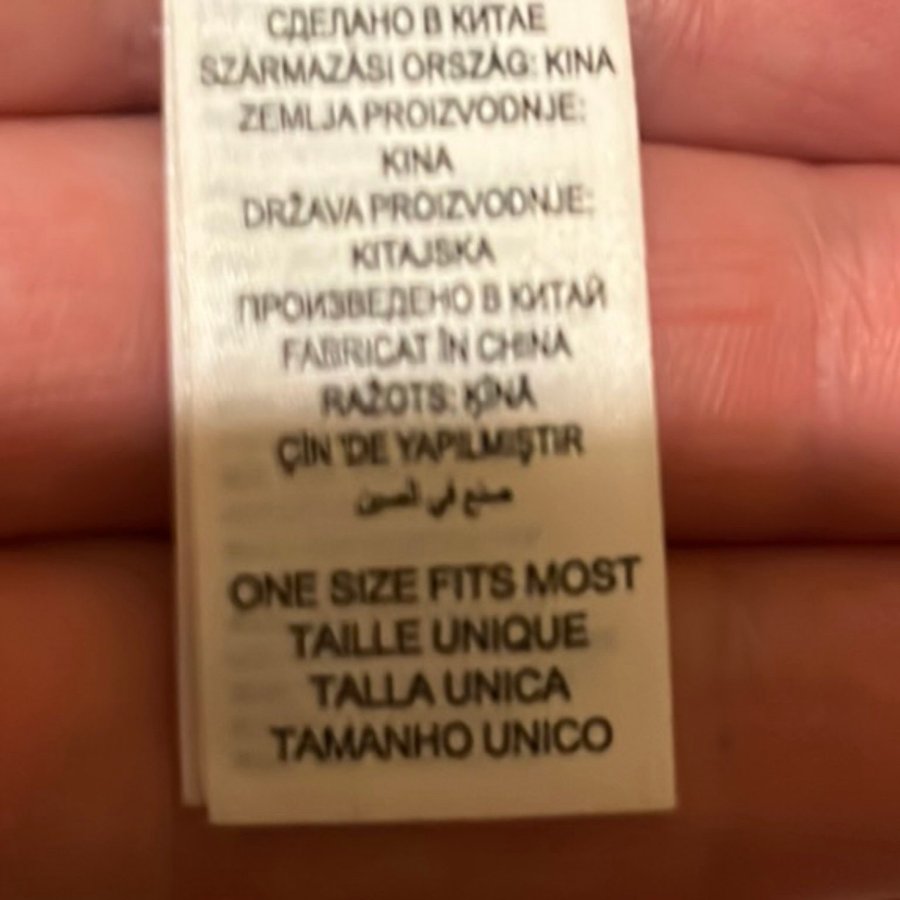 СДЕЛАНО В КИТАЕ
SZÁRMAZÁSI ORSZÁG: KINA
ZEMLJA PROIZVODNJE:
KINA
DRŽAVA PROIZVODNJE:
KITAJSKA
ПРОИЗВЕДЕНО В КИТАЙ
FABRICAT ÎN CHINA
RAŽOTS: ĶĪNĀ
ÇİN 'DE YAPILMIŞTIR
صنع في الصين
ONE SIZE FITS MOST
TAILLE UNIQUE
TALLA UNICA
TAMANHO UNICO